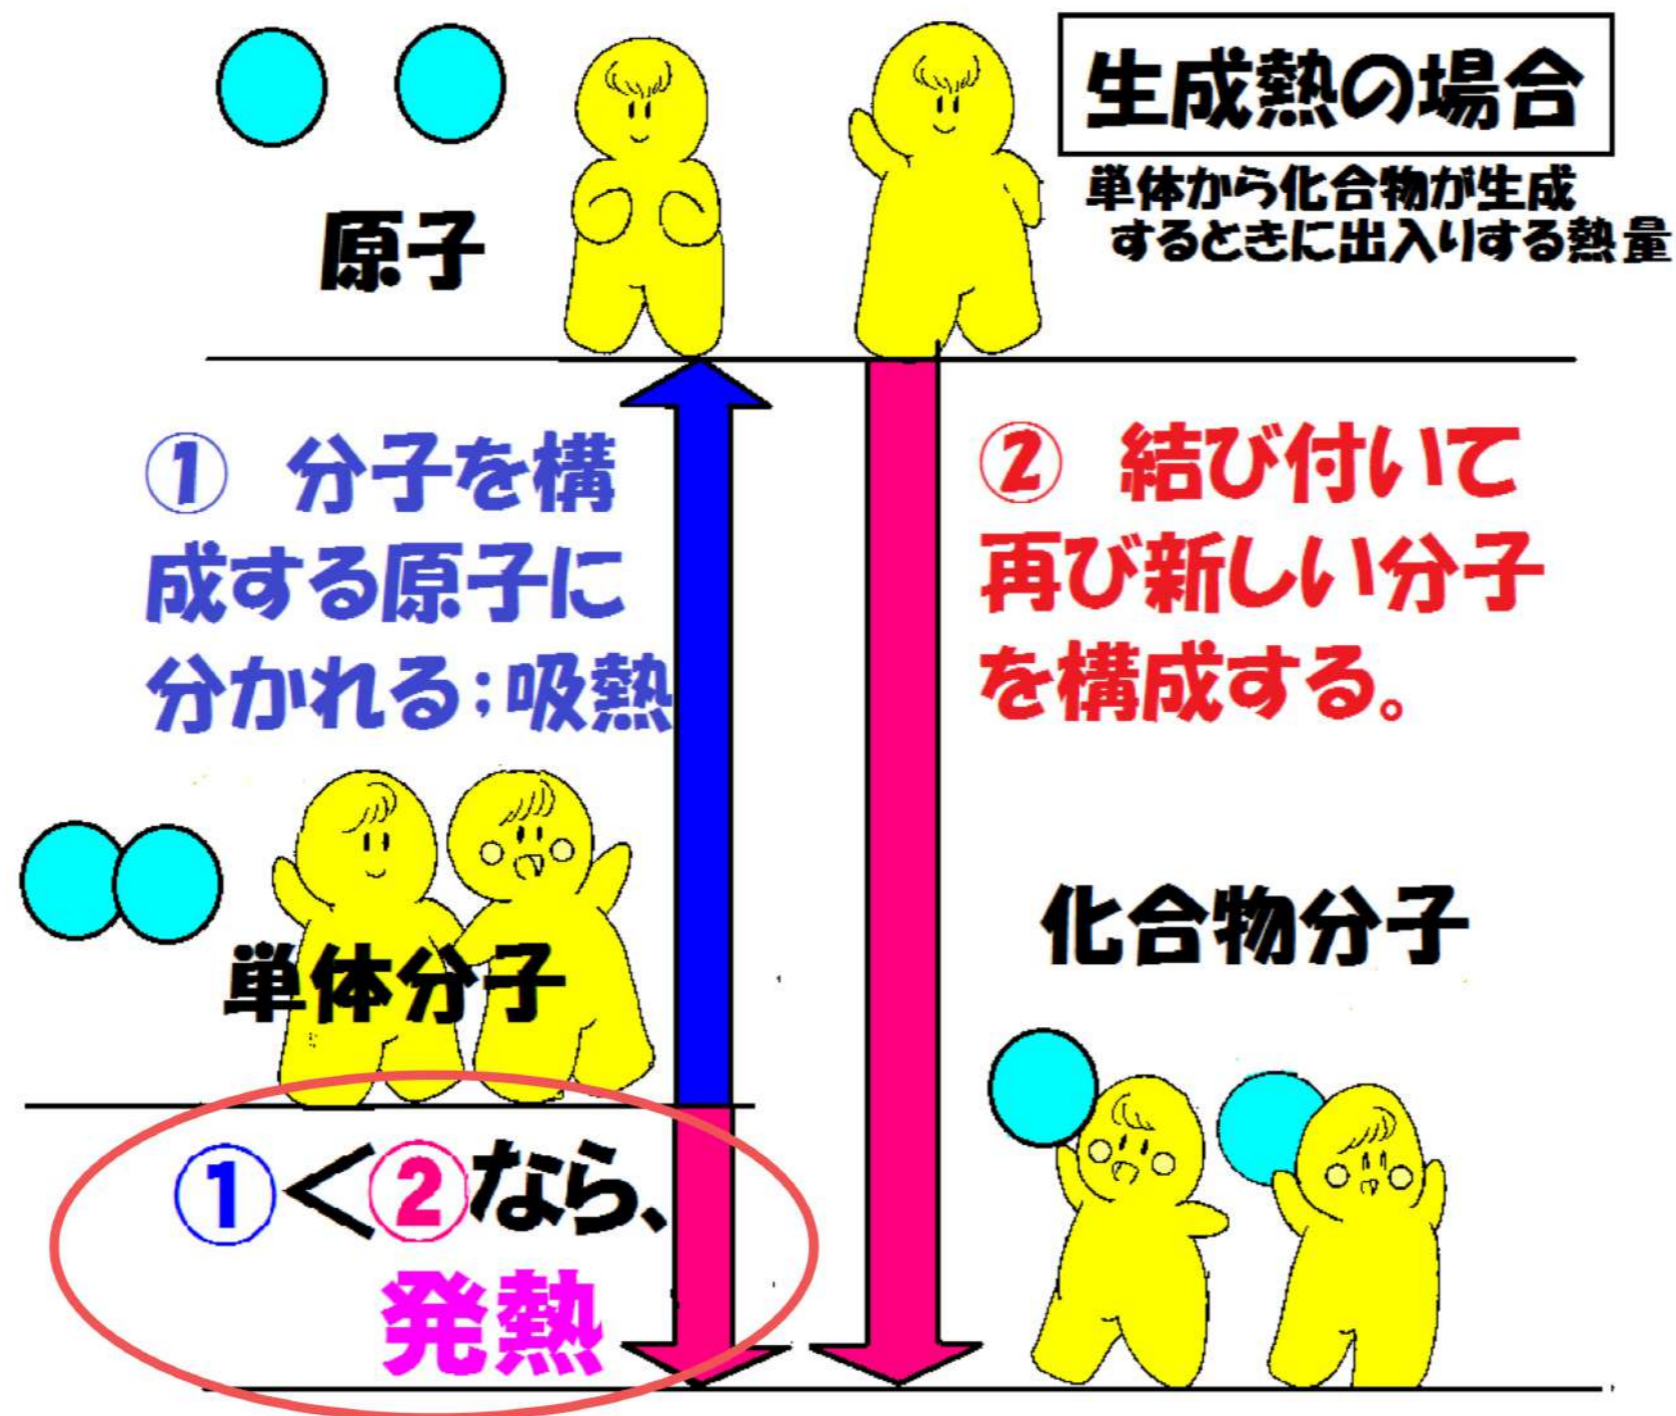 生成熱の場合
単体から化合物が生成
するときに出入りする熱量
原子
① 分子を構
成する原子に
分かれる;吸熱
② 結び付いて
再び新しい分子
を構成する。
単体分子
化合物分子
①<②なら、
発熱